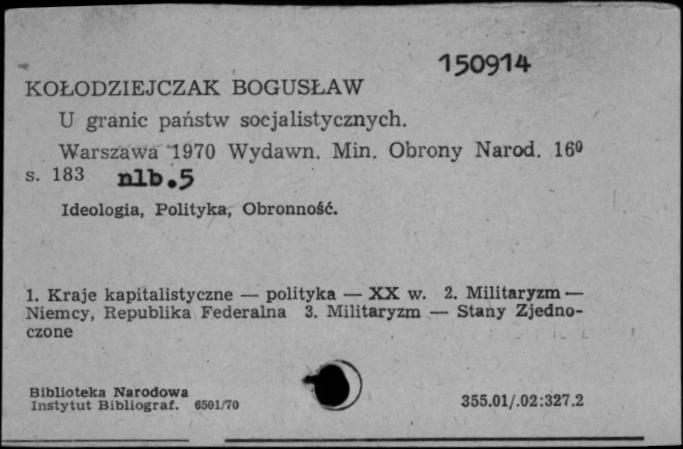 150914
KOŁODZIEJCZAK BOGUSŁAW
U granic państw socjalistycznych.
Warszawa 1970 Wydawn. Min. Obrony Narod. 16⁰
s. 183 nlb.5
Ideologia, Polityka, Obronność.
1. Kraje kapitalistyczne — polityka — XX w. 2. Militaryzm —
Niemcy, Republika Federalna 3. Militaryzm — Stany Zjedno-
czone
Biblioteka Narodowa
Instytut Bibliograf. 6501/70
355.01/.02:327.2